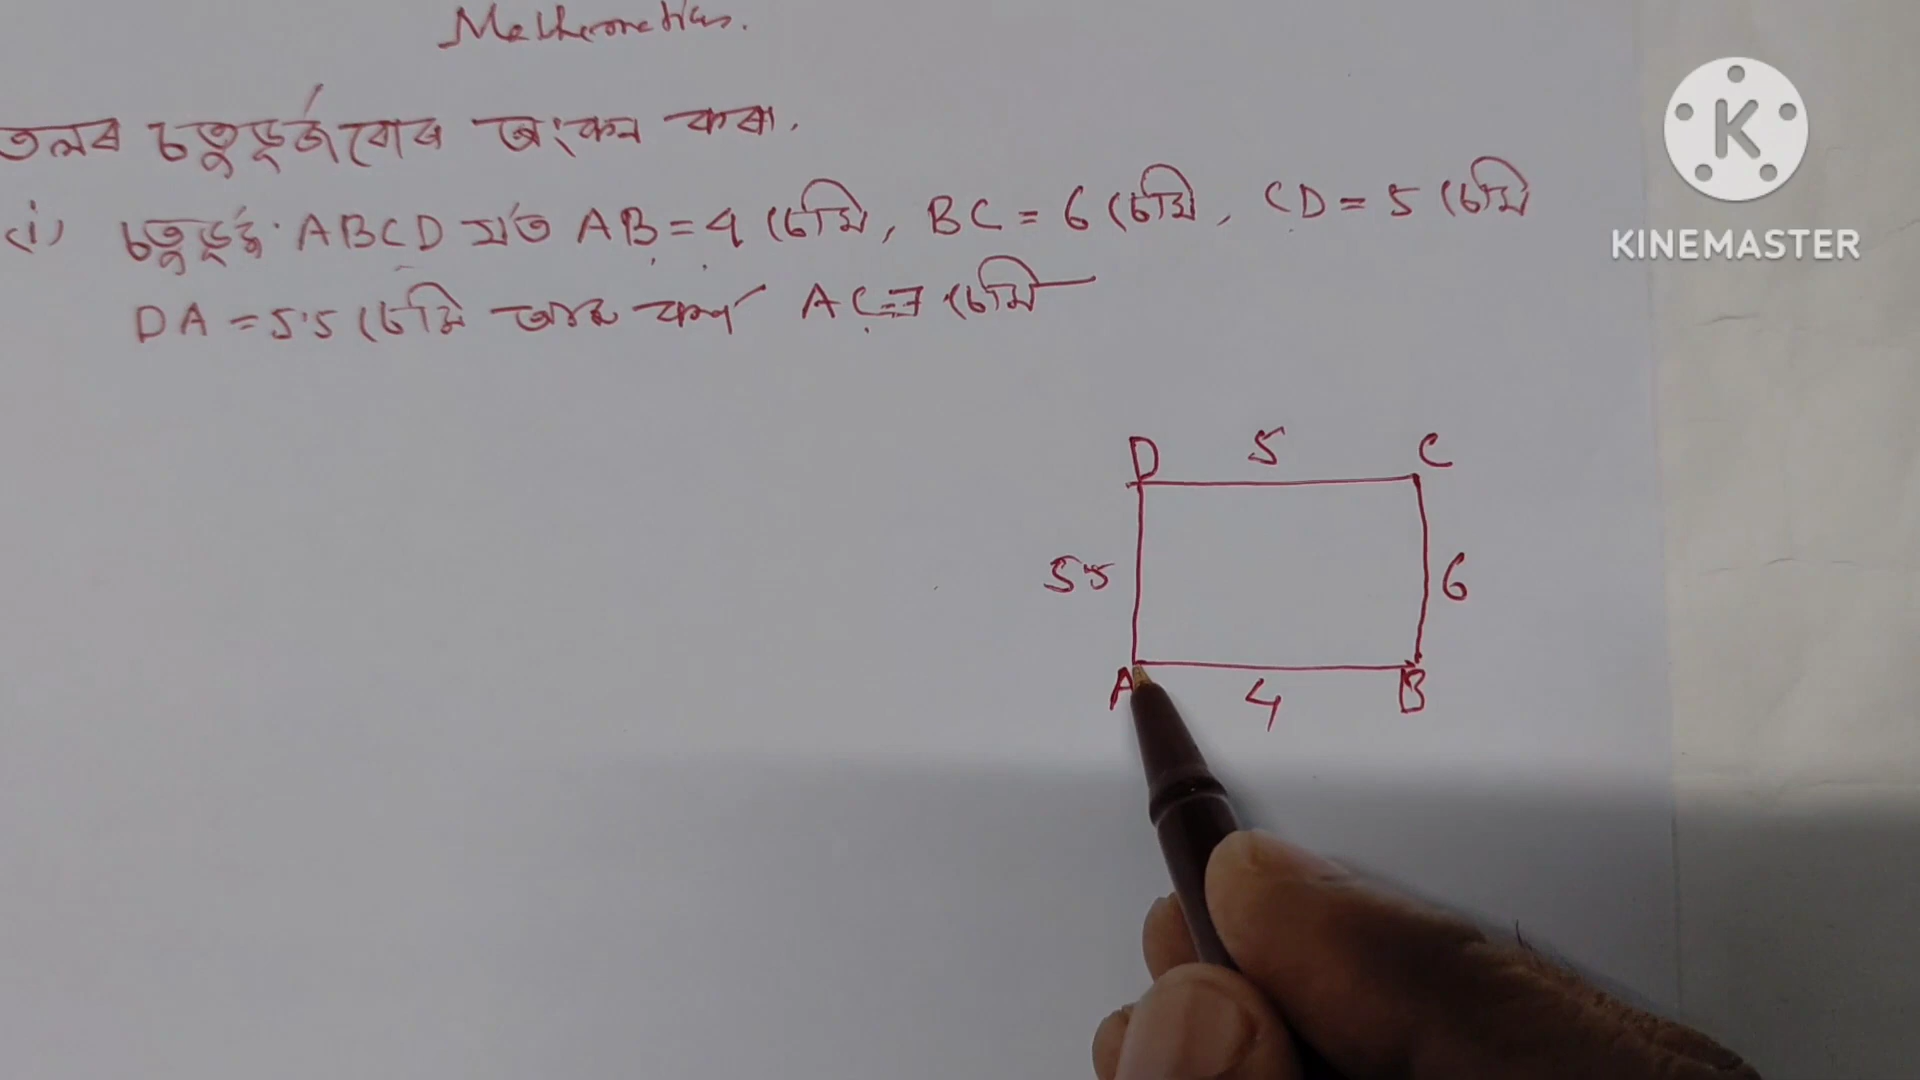 Mathematics.
তলৰ চতুৰ্ভূজবোৰ অংকন কৰা.
(i) চতুৰ্ভূজ ABCD যত AB = 4 চেমি, BC = 6 চেমি, CD = 5 চেমি
DA = 5.5 চেমি আৰু কৰ্ণ AC = 7 চেমি
D 5 C
5.5 6
A 4 B
K
KINEMASTER